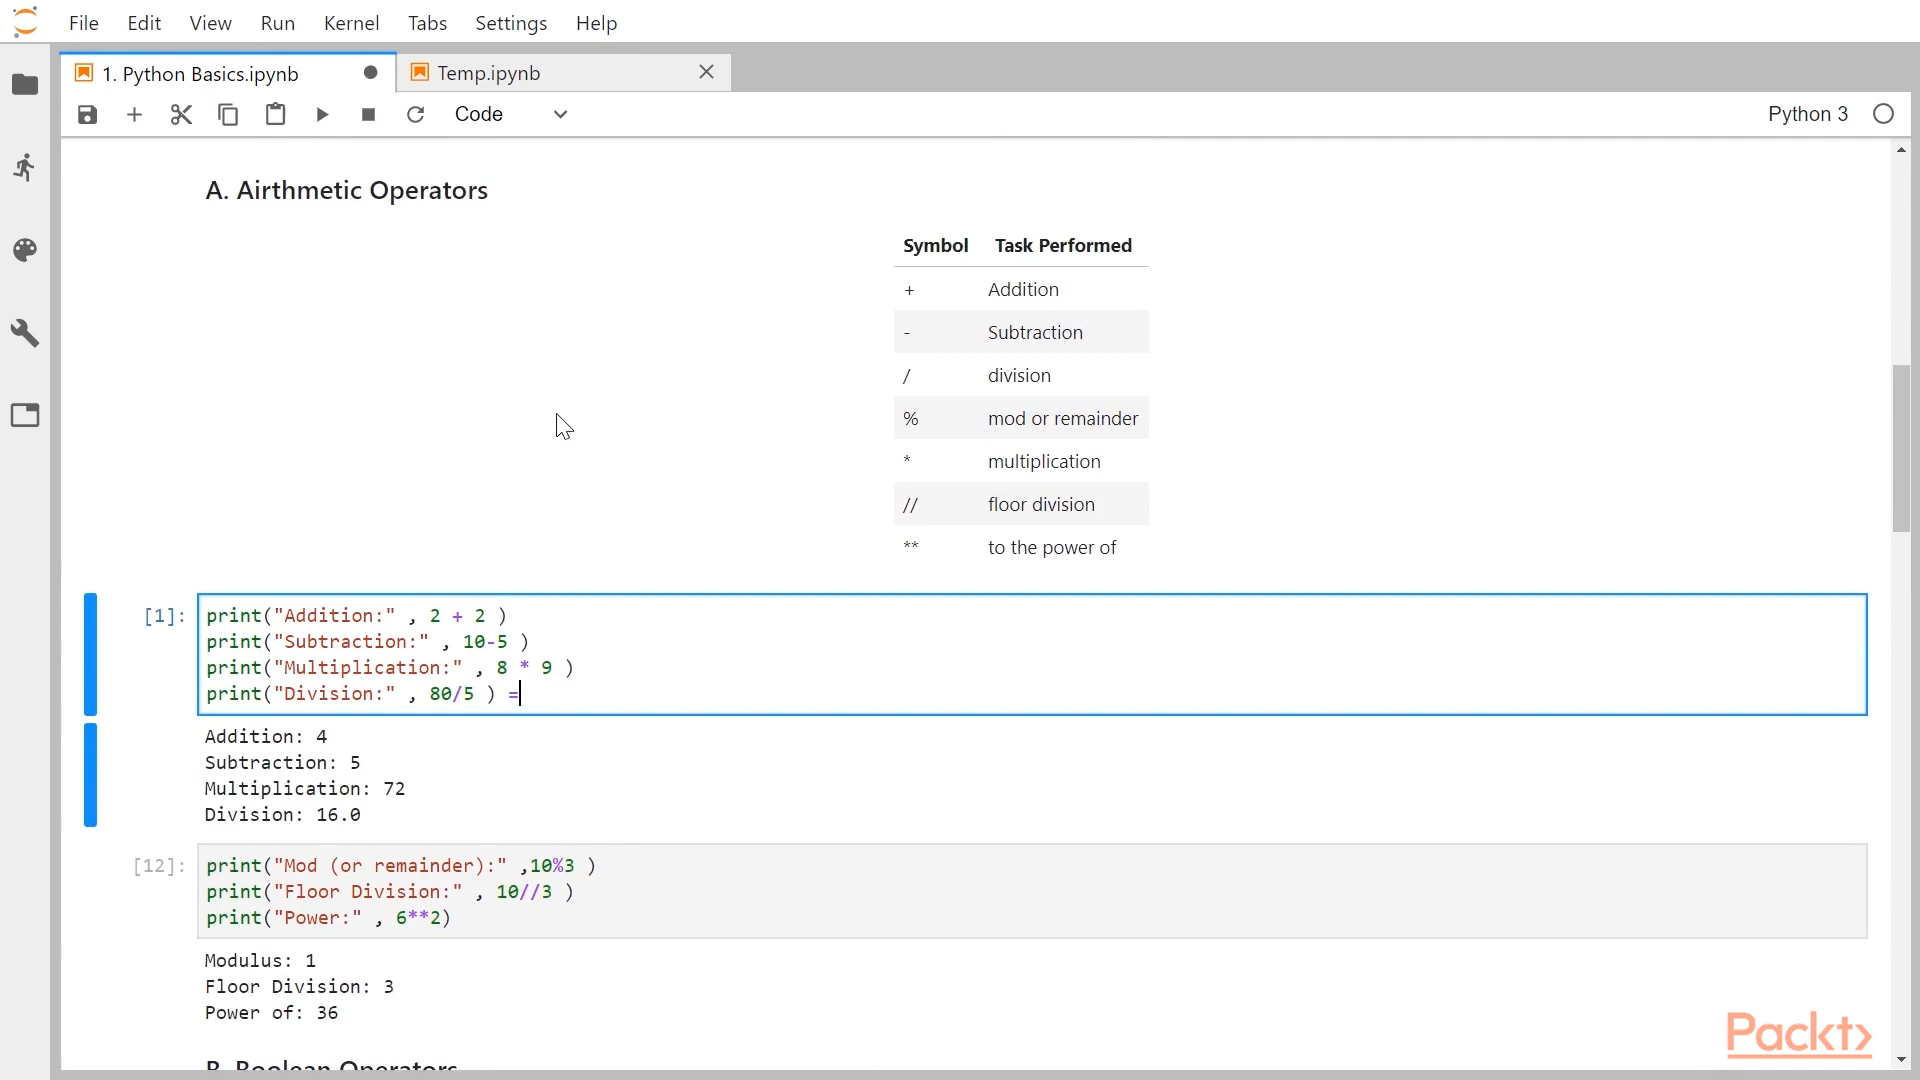 File Edit View Run Kernel Tabs Settings Help
1. Python Basics.ipynb Temp.ipynb
Code Python 3
A. Airthmetic Operators
Symbol Task Performed
+ Addition
- Subtraction
/ division
% mod or remainder
* multiplication
// floor division
** to the power of
[1]: print("Addition:" , 2 + 2 )
print("Subtraction:" , 10-5 )
print("Multiplication:" , 8 * 9 )
print("Division:" , 80/5 ) =
Addition: 4
Subtraction: 5
Multiplication: 72
Division: 16.0
[12]: print("Mod (or remainder):" ,10%3 )
print("Floor Division:" , 10//3 )
print("Power:" , 6**2)
Modulus: 1
Floor Division: 3
Power of: 36
B. Boolean Operators
Packt>